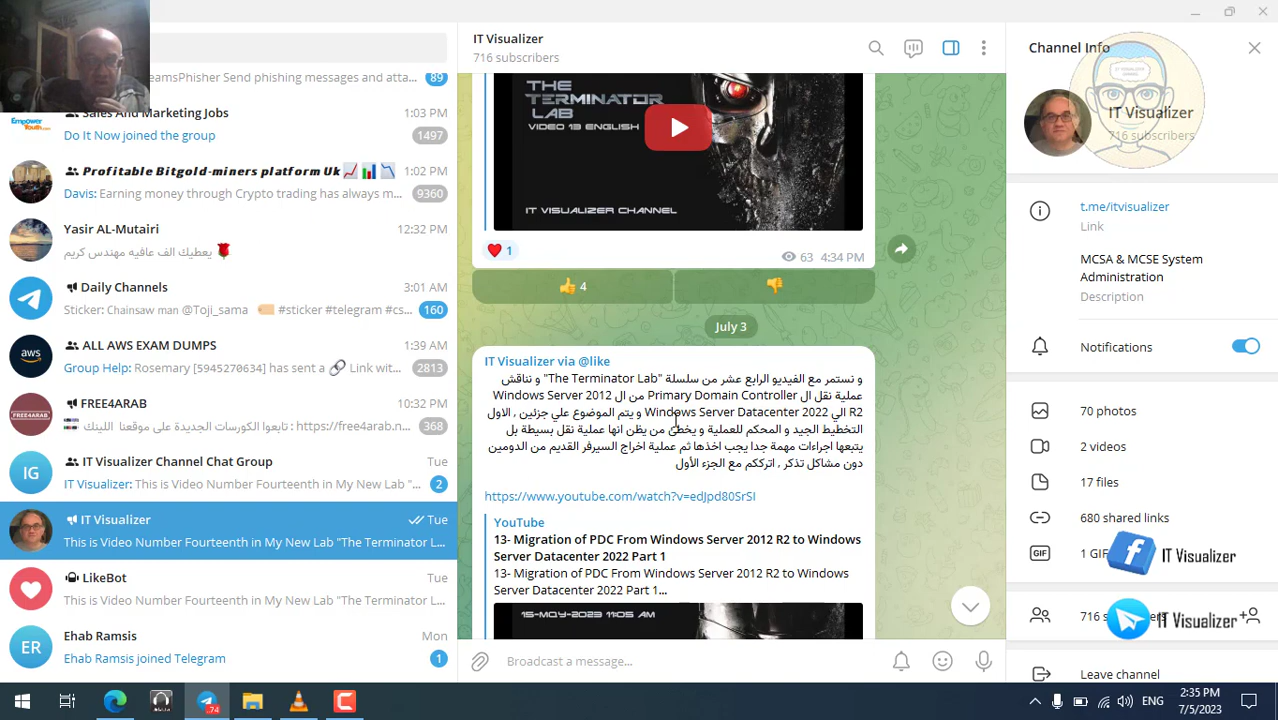 eamsPhisher Send phishing messages and atta...
89
Sales And Marketing Jobs
1:03 PM
Do It Now joined the group
1497
Profitable Bitgold-miners platform Uk
1:02 PM
Davis: Earning money through Crypto trading has always m...
9360
Yasir AL-Mutairi
12:32 PM
يعطيك الف عافيه مهندس كريم
Daily Channels
3:01 AM
Sticker: Chainsaw man @Toji_sama
#sticker #telegram #cs...
160
aws
ALL AWS EXAM DUMPS
1:39 AM
Group Help: Rosemary [5945270634] has sent a 🔗 Link wit...
2813
FREE4ARAB
10:32 PM
تابعوا الكورسات الجديدة على موقعنا اللينك : https://free4arab...
368
IG
IT Visualizer Channel Chat Group
Tue
IT Visualizer: This is Video Number Fourteenth in My New Lab "...
2
IT Visualizer
Tue
This is Video Number Fourteenth in My New Lab "The Terminator L...
LikeBot
Tue
This is Video Number Fourteenth in My New Lab "The Terminator L...
ER
Ehab Ramsis
Mon
Ehab Ramsis joined Telegram
1
IT Visualizer
716 subscribers
THE
TERMINATOR
LAB
VIDEO 13 ENGLISH
IT VISUALIZER CHANNEL
❤️ 1
63 4:34 PM
👍 4
👎
July 3
IT Visualizer via @like
و نستمر مع الفيديو الرابع عشر من سلسلة "The Terminator Lab" و نناقش
عملية نقل ال Primary Domain Controller من ال Windows Server 2012
R2 الي Windows Server Datacenter 2022 و يتم الموضوع علي جزئين , الاول
التخطيط الجيد و المحكم للعملية و يخطئ من يظن انها عملية نقل بسيطة بل
يتبعها اجراءات مهمة جدا يجب اخذها ثم عملية اخراج السيرفر القديم من الدومين
دون مشاكل تذكر , اترككم مع الجزء الأول
https://www.youtube.com/watch?v=edJpd80SrSI
YouTube
13- Migration of PDC From Windows Server 2012 R2 to Windows
Server Datacenter 2022 Part 1
13- Migration of PDC From Windows Server 2012 R2 to Windows
Server Datacenter 2022 Part 1...
15-MAY-2023 11:05 AM
Broadcast a message...
Channel Info
IT VISUALIZER
CHANNEL
IT Visualizer
716 subscribers
t.me/itvisualizer
Link
MCSA & MCSE System
Administration
Description
Notifications
70 photos
2 videos
17 files
680 shared links
GIF
1 GIF
IT Visualizer
716
IT Visualizer
Leave channel
74
ENG
2:35 PM
7/5/2023